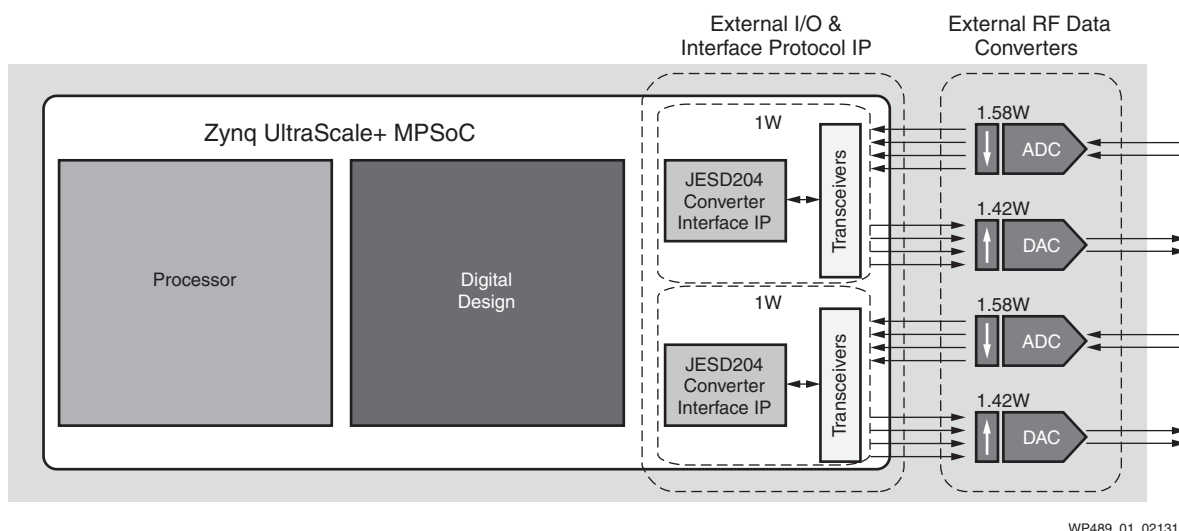 External I/O &
Interface Protocol IP
External RF Data
Converters
Zynq UltraScale+ MPSoC
Processor
Digital
Design
1W
JESD204
Converter
Interface IP
Transceivers
1.58W
ADC
1.42W
DAC
1W
JESD204
Converter
Interface IP
Transceivers
1.58W
ADC
1.42W
DAC
WP489_01_02131